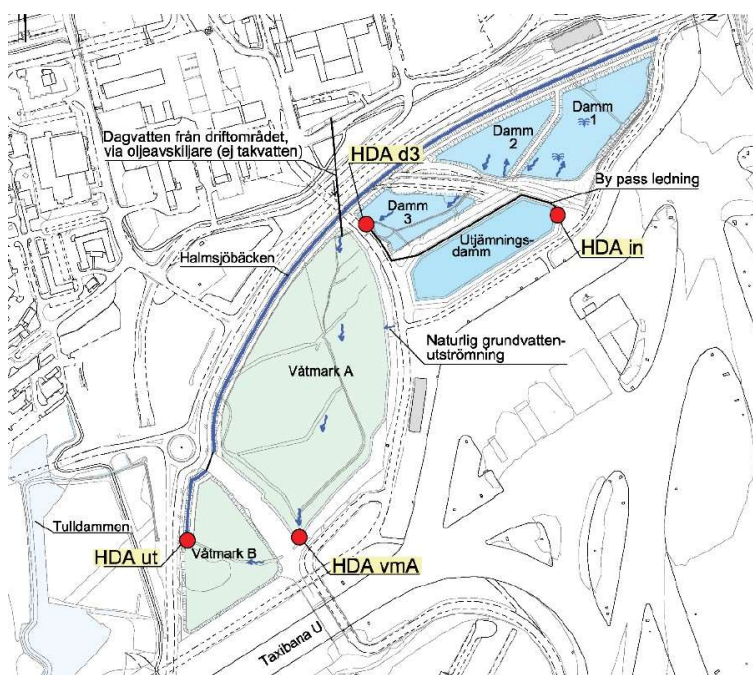 Dagvatten från driftområdet,
via oljeavskiljare (ej takvatten)
HDA d3
Damm
2
Damm
1
By pass ledning
Damm
3
Utjämnings-
damm
HDA in
Halmsjöbäcken
Naturlig grundvatten-
utströmning
Våtmark A
Tulldammen
HDA ut
Våtmark B
HDA vmA
Taxibana U